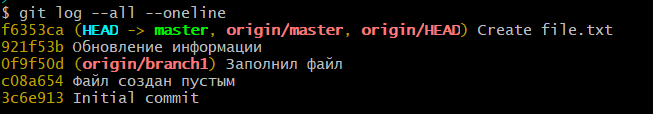 $ git log --all --oneline
f6353ca (HEAD -> master, origin/master, origin/HEAD) Create file.txt
921f53b Обновление информации
0f9f50d (origin/branch1) Заполнил файл
c08a654 Файл создан пустым
3c6e913 Initial commit